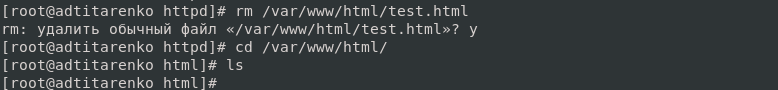 [root@adtitarenko httpd]# rm /var/www/html/test.html
rm: удалить обычный файл «/var/www/html/test.html»? y
[root@adtitarenko httpd]# cd /var/www/html/
[root@adtitarenko html]# ls
[root@adtitarenko html]#